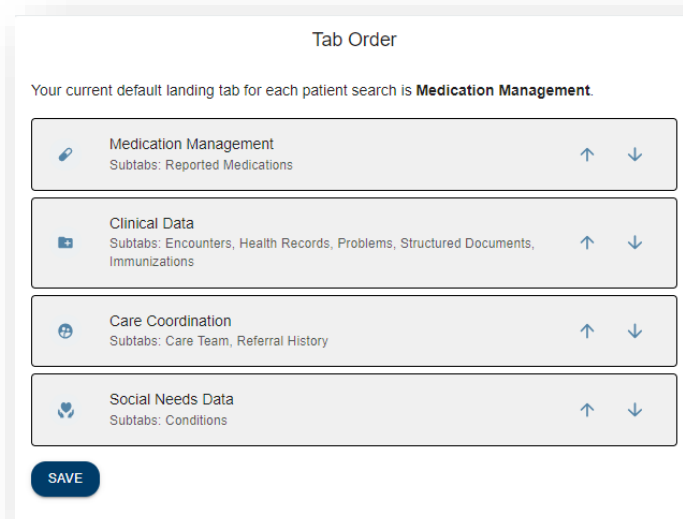 Tab Order
Your current default landing tab for each patient search is Medication Management.
Medication Management
Subtabs: Reported Medications
Clinical Data
Subtabs: Encounters, Health Records, Problems, Structured Documents,
Immunizations
Care Coordination
Subtabs: Care Team, Referral History
Social Needs Data
Subtabs: Conditions
SAVE